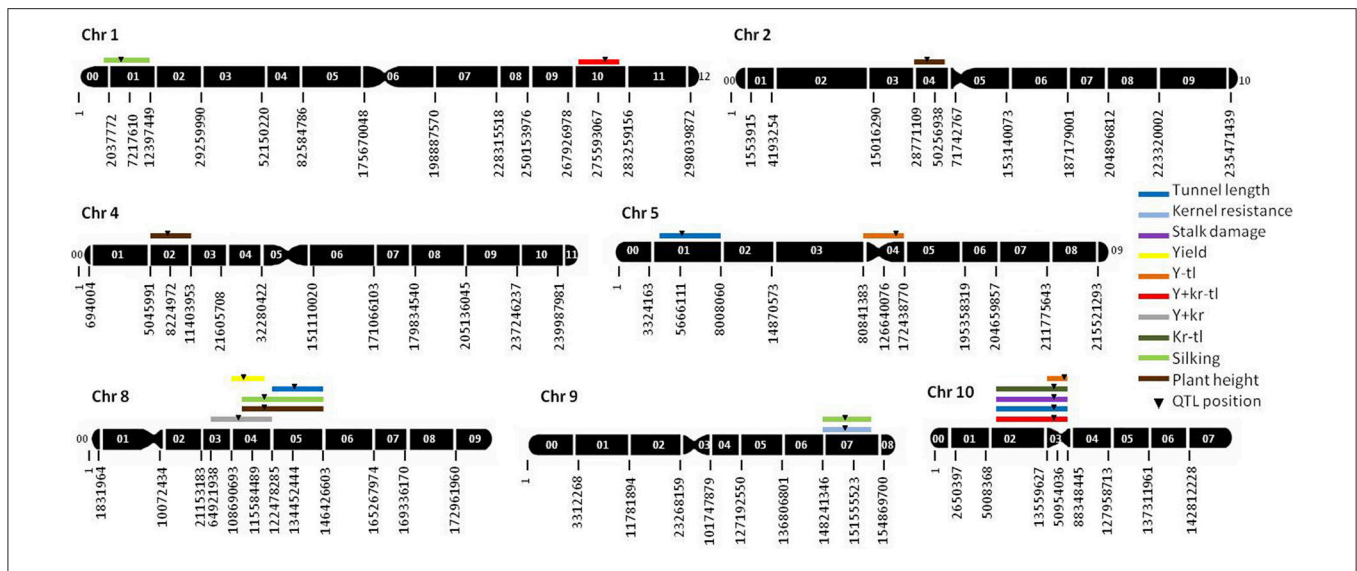 Chr 1
00 01 02 03 04 05 06 07 08 09 10 11 12
1 2037772 7217610 12397449 29259990 52150220 82584786 175670048 198887570 228315518 250153976 267926978 275593067 283259156 298039872
Chr 2
00 01 02 03 04 05 06 07 08 09 10
1 1553915 4193254 15016290 28771109 50256938 71742767 153140073 187179001 204896812 223320002 235471439
Chr 4
00 01 02 03 04 05 06 07 08 09 10 11
1 694004 5045991 8224972 11403953 21605708 32280422 151110020 171066103 179834540 205136045 237246237 239987981
Chr 5
00 01 02 03 04 05 06 07 08 09
1 3324163 5666111 8008060 14870573 80841383 126640076 172438770 195358319 204659857 211775643 215521293
Tunnel length
Kernel resistance
Stalk damage
Yield
Y-tl
Y+kr-tl
Y+kr
Kr-tl
Silking
Plant height
QTL position
Chr 8
00 01 02 03 04 05 06 07 08 09
1 1831964 10072434 21153183 64921938 108690693 115584489 122478285 134452444 146426603 165267974 169336170 172961960
Chr 9
00 01 02 03 04 05 06 07 08
1 3312268 11781894 23268159 101747879 127192550 136806801 148241346 151555523 154869700
Chr 10
00 01 02 03 04 05 06 07
1 2650397 5008368 13559627 50954036 88348445 127958713 137311961 142812228